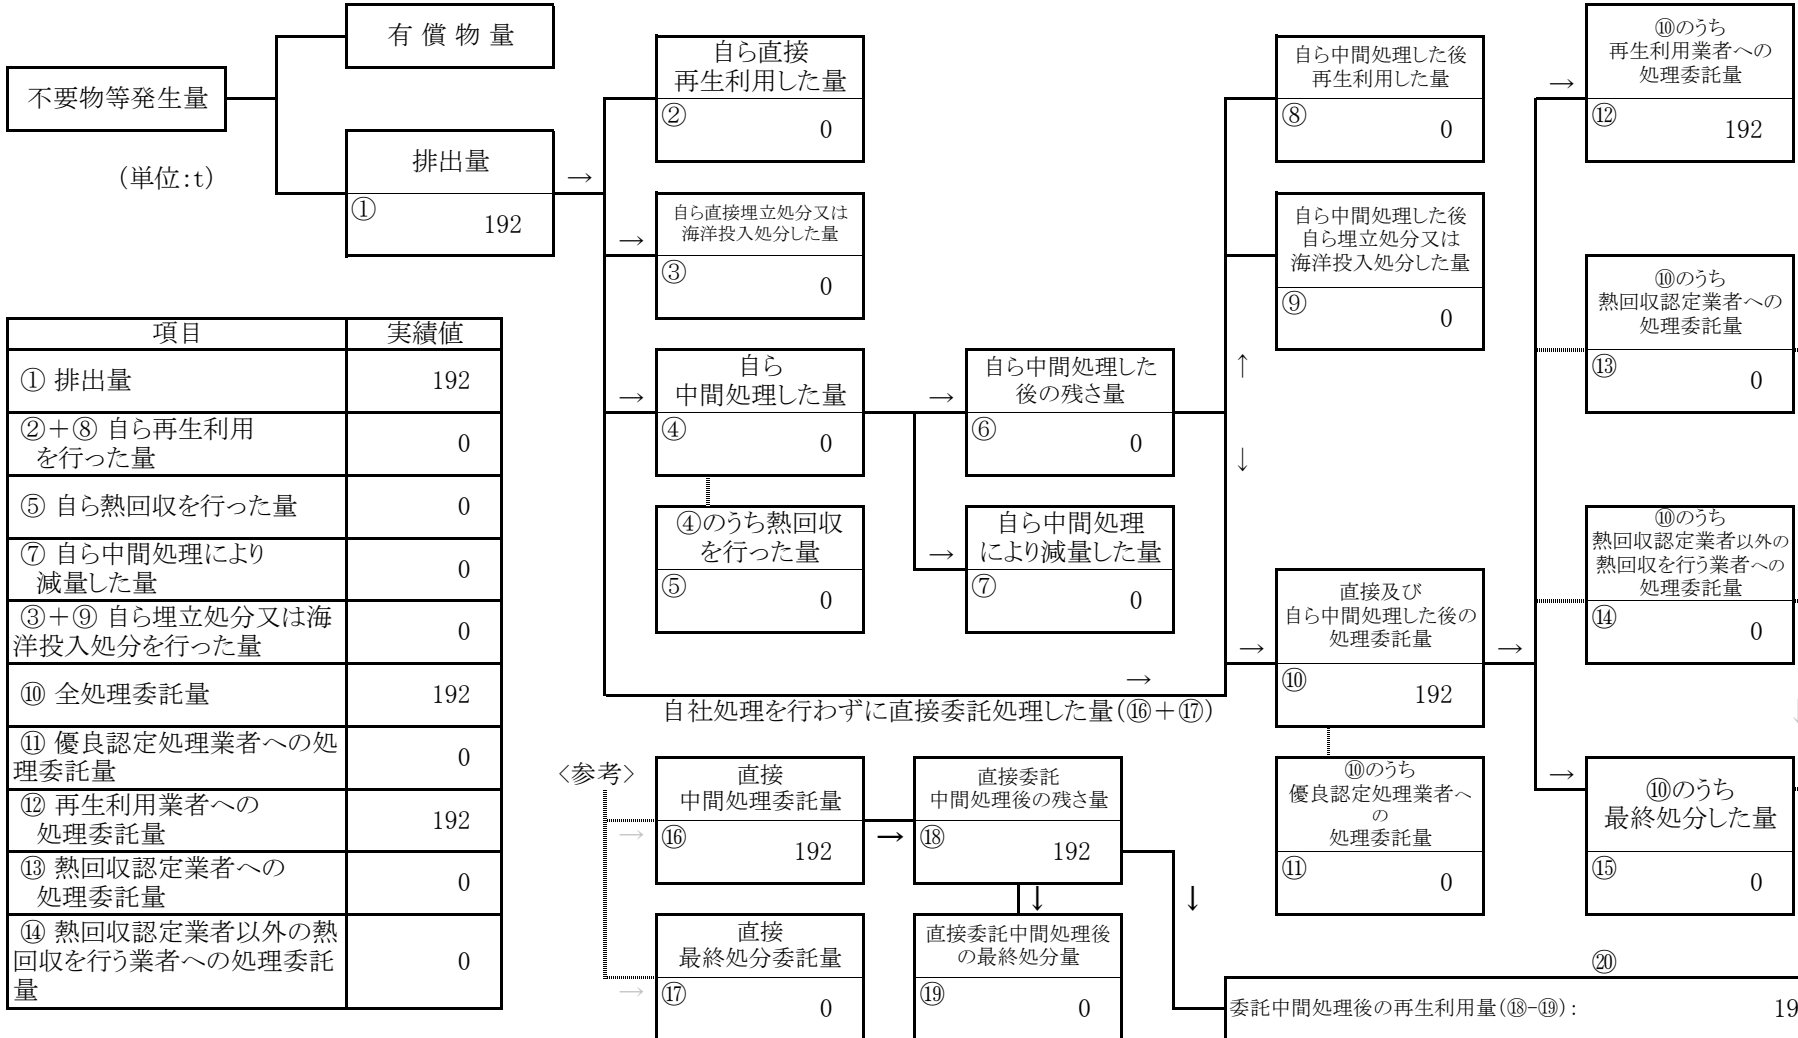 有 償 物 量
不要物等発生量
(単位:t)
排出量
①
192
→
自ら直接
再生利用した量
②
0
→
自ら直接埋立処分又は
海洋投入処分した量
③
0
→
自ら
中間処理した量
④
0
④のうち熱回収
を行った量
⑤
0
→
自ら中間処理した
後の残さ量
⑥
0
→
自ら中間処理
により減量した量
⑦
0
自ら中間処理した後
再生利用した量
⑧
0
自ら中間処理した後
自ら埋立処分又は
海洋投入処分した量
⑨
0
↑
↓
→
直接及び
自ら中間処理した後の
処理委託量
⑩
192
→
⑩のうち
優良認定処理業者へ
の
処理委託量
⑪
0
→
⑩のうち
再生利用業者への
処理委託量
⑫
192
⑩のうち
熱回収認定業者への
処理委託量
⑬
0
⑩のうち
熱回収認定業者以外の
熱回収を行う業者への
処理委託量
⑭
0
→
⑩のうち
最終処分した量
⑮
0
→
自社処理を行わずに直接委託処理した量(⑯+⑰)
<参考>
→
直接
中間処理委託量
⑯
192
→
直接委託
中間処理後の残さ量
⑱
192
↓
↓
→
直接
最終処分委託量
⑰
0
直接委託中間処理後
の最終処分量
⑲
0
⑳
委託中間処理後の再生利用量(⑱-⑲):
19
項目 実績値
① 排出量 192
②+⑧ 自ら再生利用
を行った量 0
⑤ 自ら熱回収を行った量 0
⑦ 自ら中間処理により
減量した量 0
③+⑨ 自ら埋立処分又は海
洋投入処分を行った量 0
⑩ 全処理委託量 192
⑪ 優良認定処理業者への処
理委託量 0
⑫ 再生利用業者への
処理委託量 192
⑬ 熱回収認定業者への
処理委託量 0
⑭ 熱回収認定業者以外の熱
回収を行う業者への処理委託
量 0